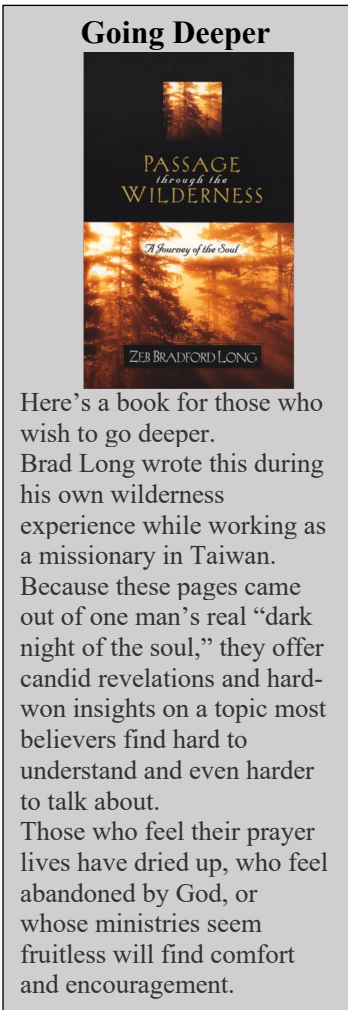 Going Deeper
PASSAGE
through the
WILDERNESS
A Journey of the Soul
ZEB BRADFORD LONG
Here’s a book for those who
wish to go deeper.
Brad Long wrote this during
his own wilderness
experience while working as
a missionary in Taiwan.
Because these pages came
out of one man’s real “dark
night of the soul,” they offer
candid revelations and hard-
won insights on a topic most
believers find hard to
understand and even harder
to talk about.
Those who feel their prayer
lives have dried up, who feel
abandoned by God, or
whose ministries seem
fruitless will find comfort
and encouragement.